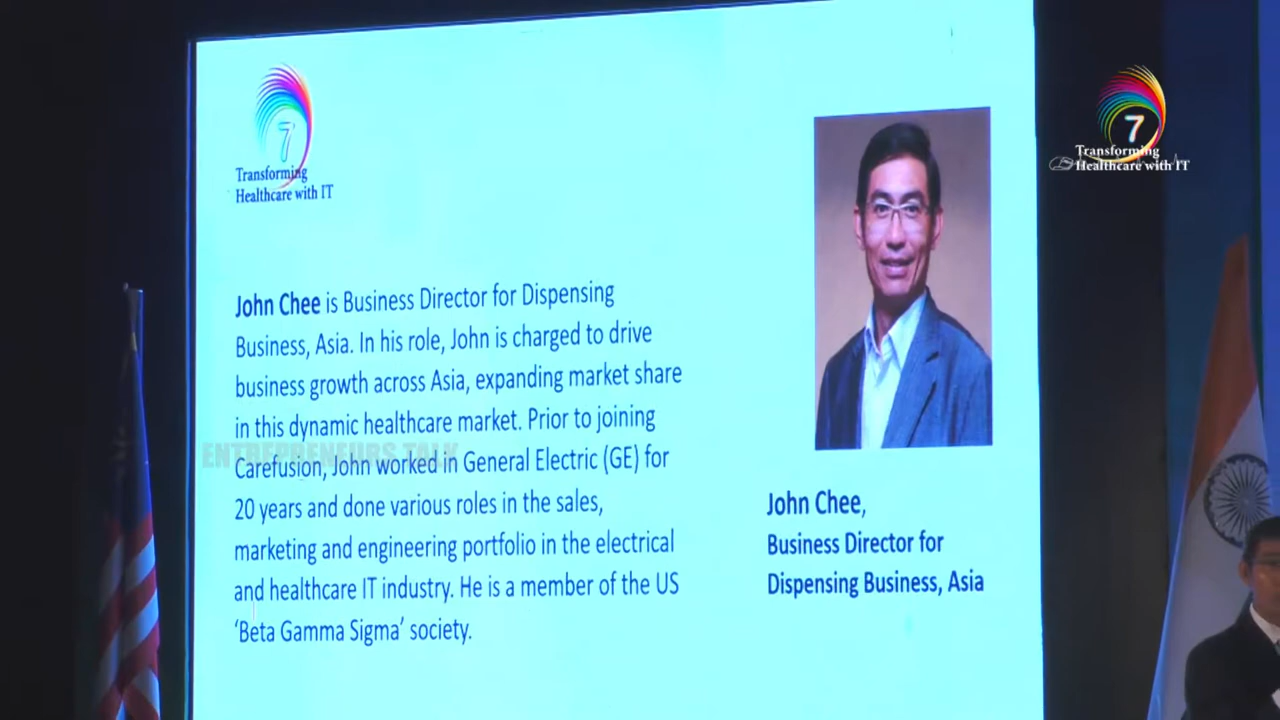 7
Transforming
Healthcare with IT
7
Transforming
Healthcare with IT
John Chee is Business Director for Dispensing
Business, Asia. In his role, John is charged to drive
business growth across Asia, expanding market share
in this dynamic healthcare market. Prior to joining
ENTREPRENEURS TALK
Carefusion, John worked in General Electric (GE) for
20 years and done various roles in the sales,
marketing and engineering portfolio in the electrical
and healthcare IT industry. He is a member of the US
‘Beta Gamma Sigma’ society.
John Chee,
Business Director for
Dispensing Business, Asia